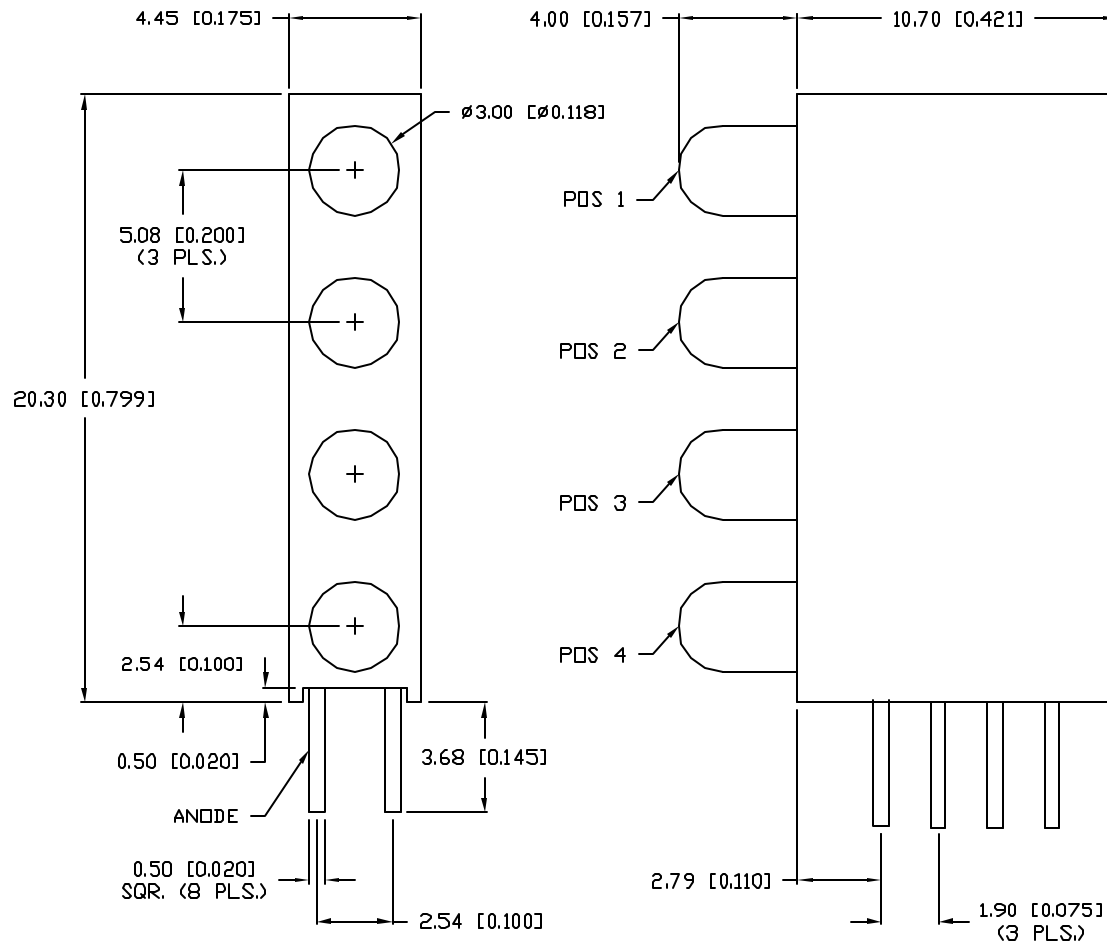 4.45 [0.175]
4.00 [0.157]
10.70 [0.421]
ø3.00 [ø0.118]
POS 1
5.08 [0.200]
(3 PLS.)
POS 2
20.30 [0.799]
POS 3
POS 4
2.54 [0.100]
0.50 [0.020]
3.68 [0.145]
ANODE
0.50 [0.020]
SQR. (8 PLS.)
2.54 [0.100]
2.79 [0.110]
1.90 [0.075]
(3 PLS.)